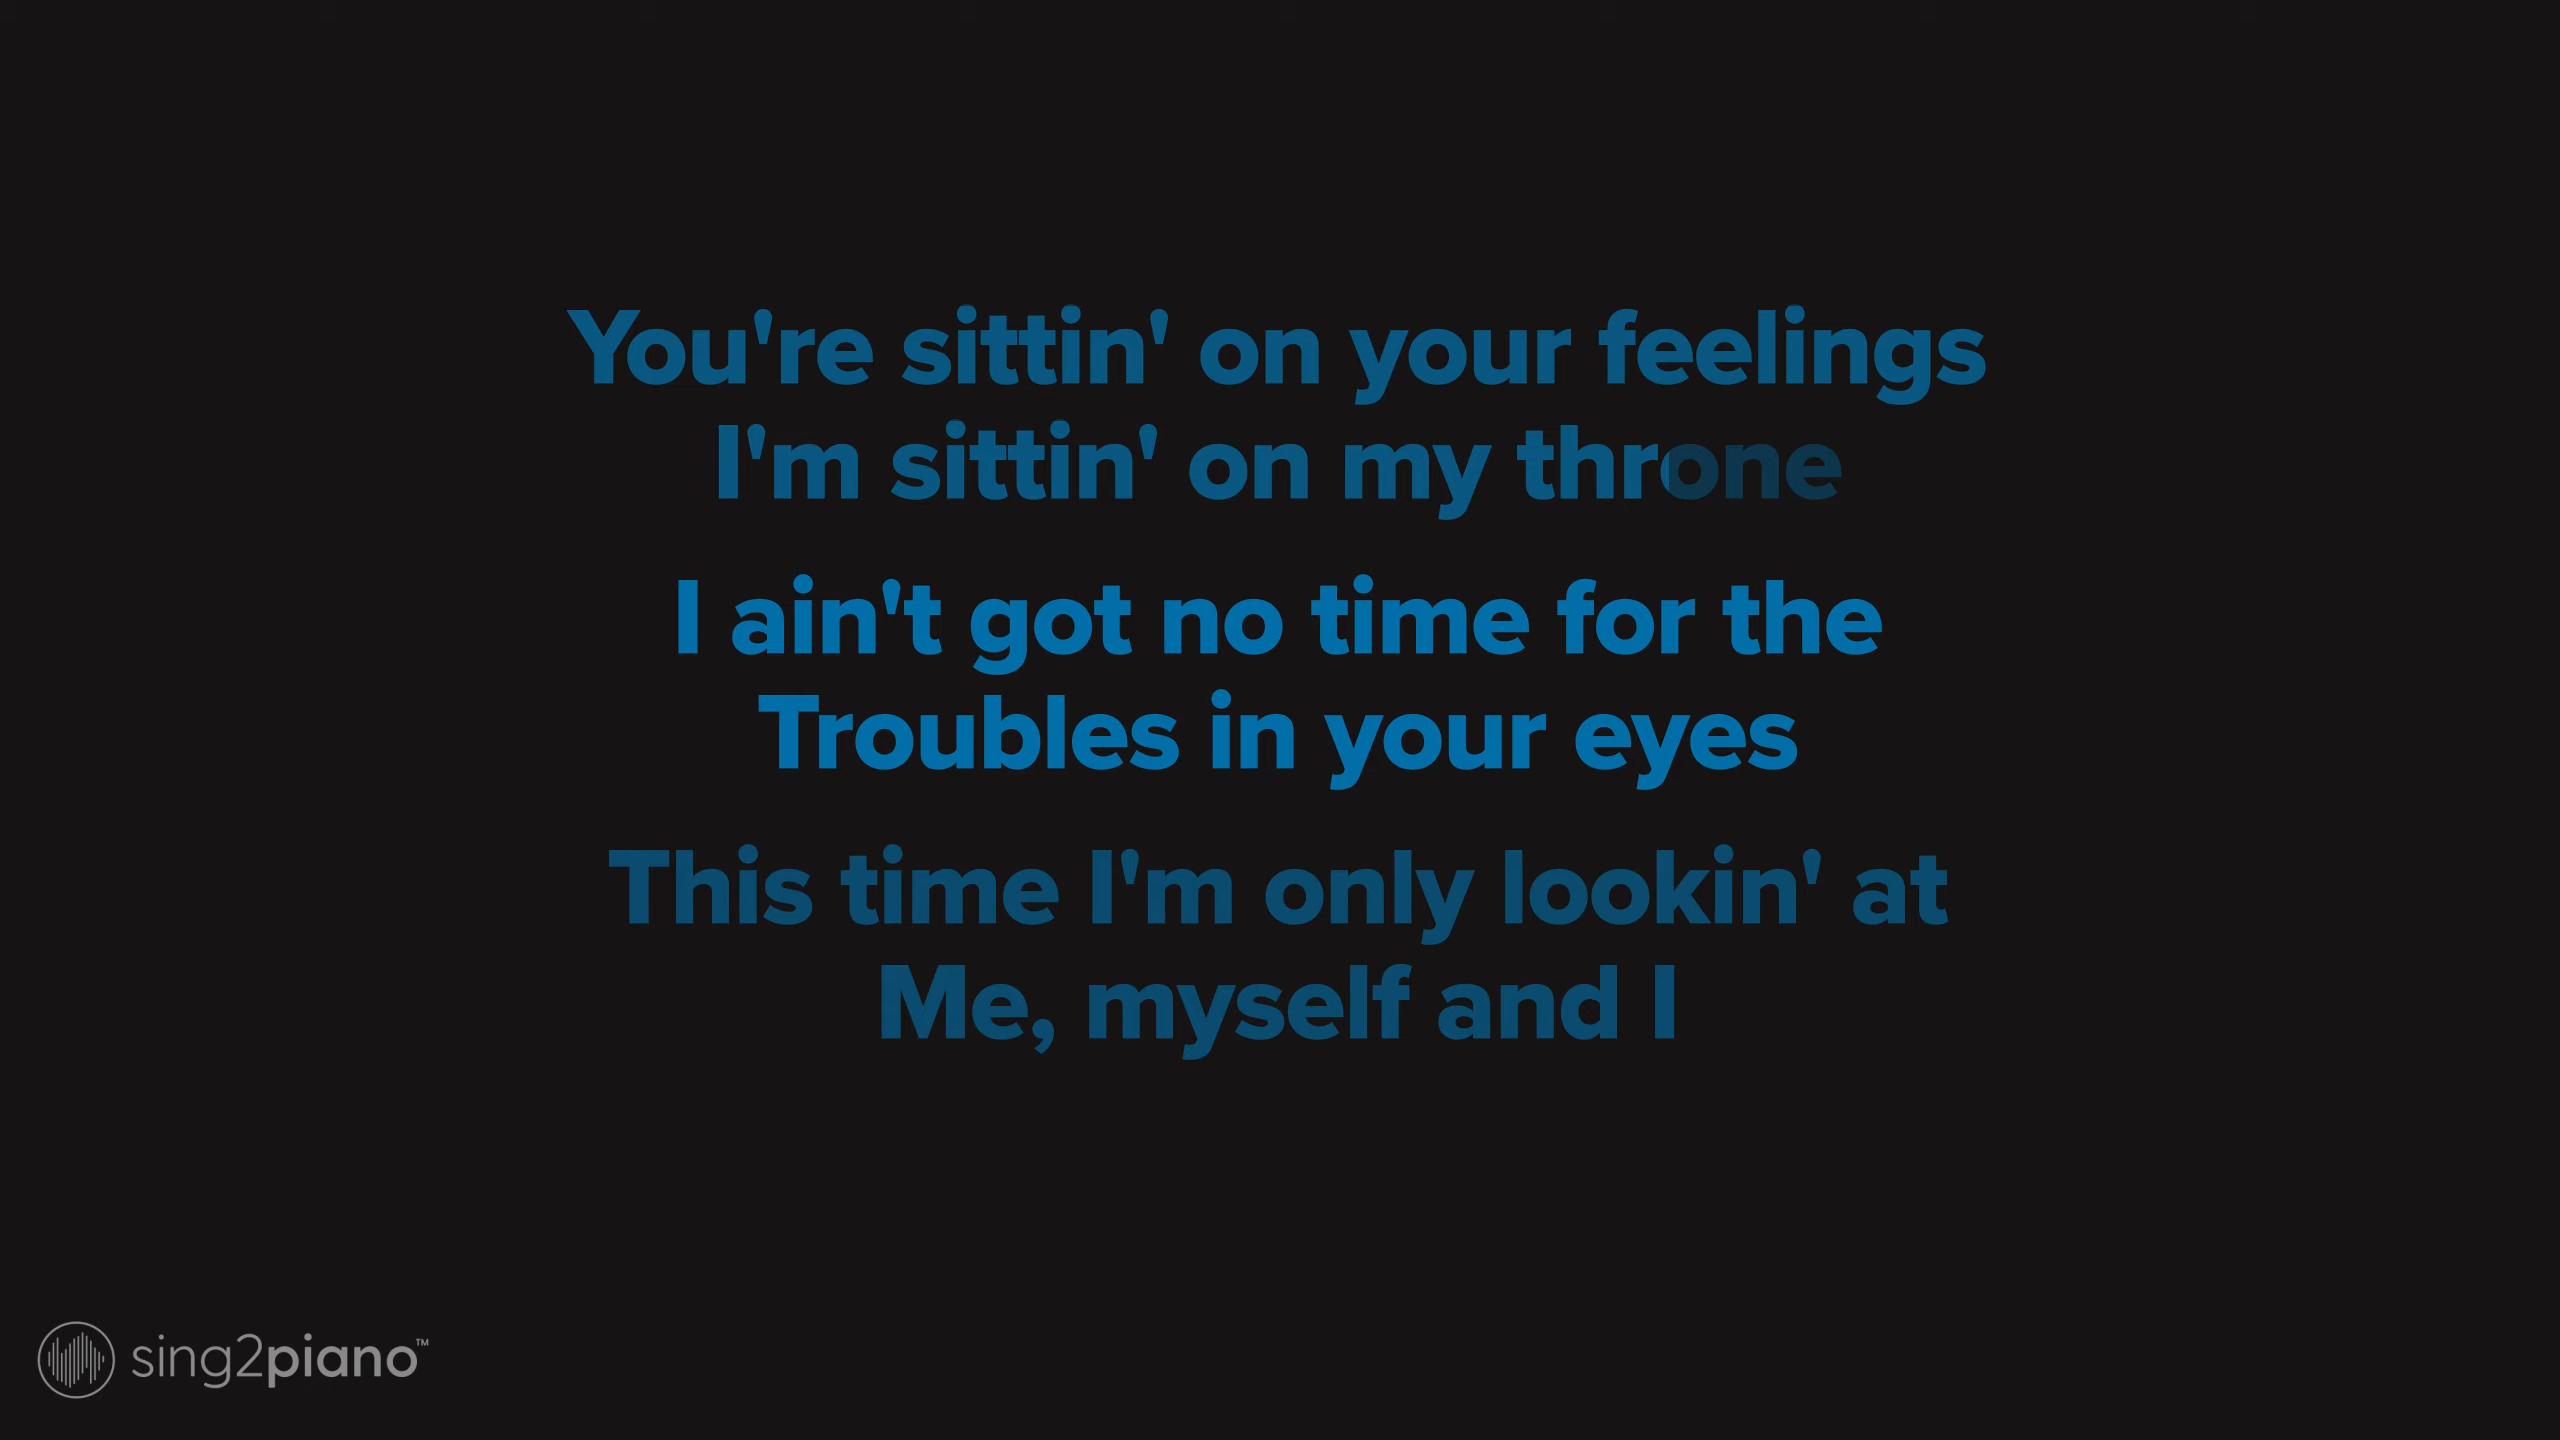 You're sittin' on your feelings
I'm sittin' on my throne
I ain't got no time for the
Troubles in your eyes
This time I'm only lookin' at
Me, myself and I
sing2piano™